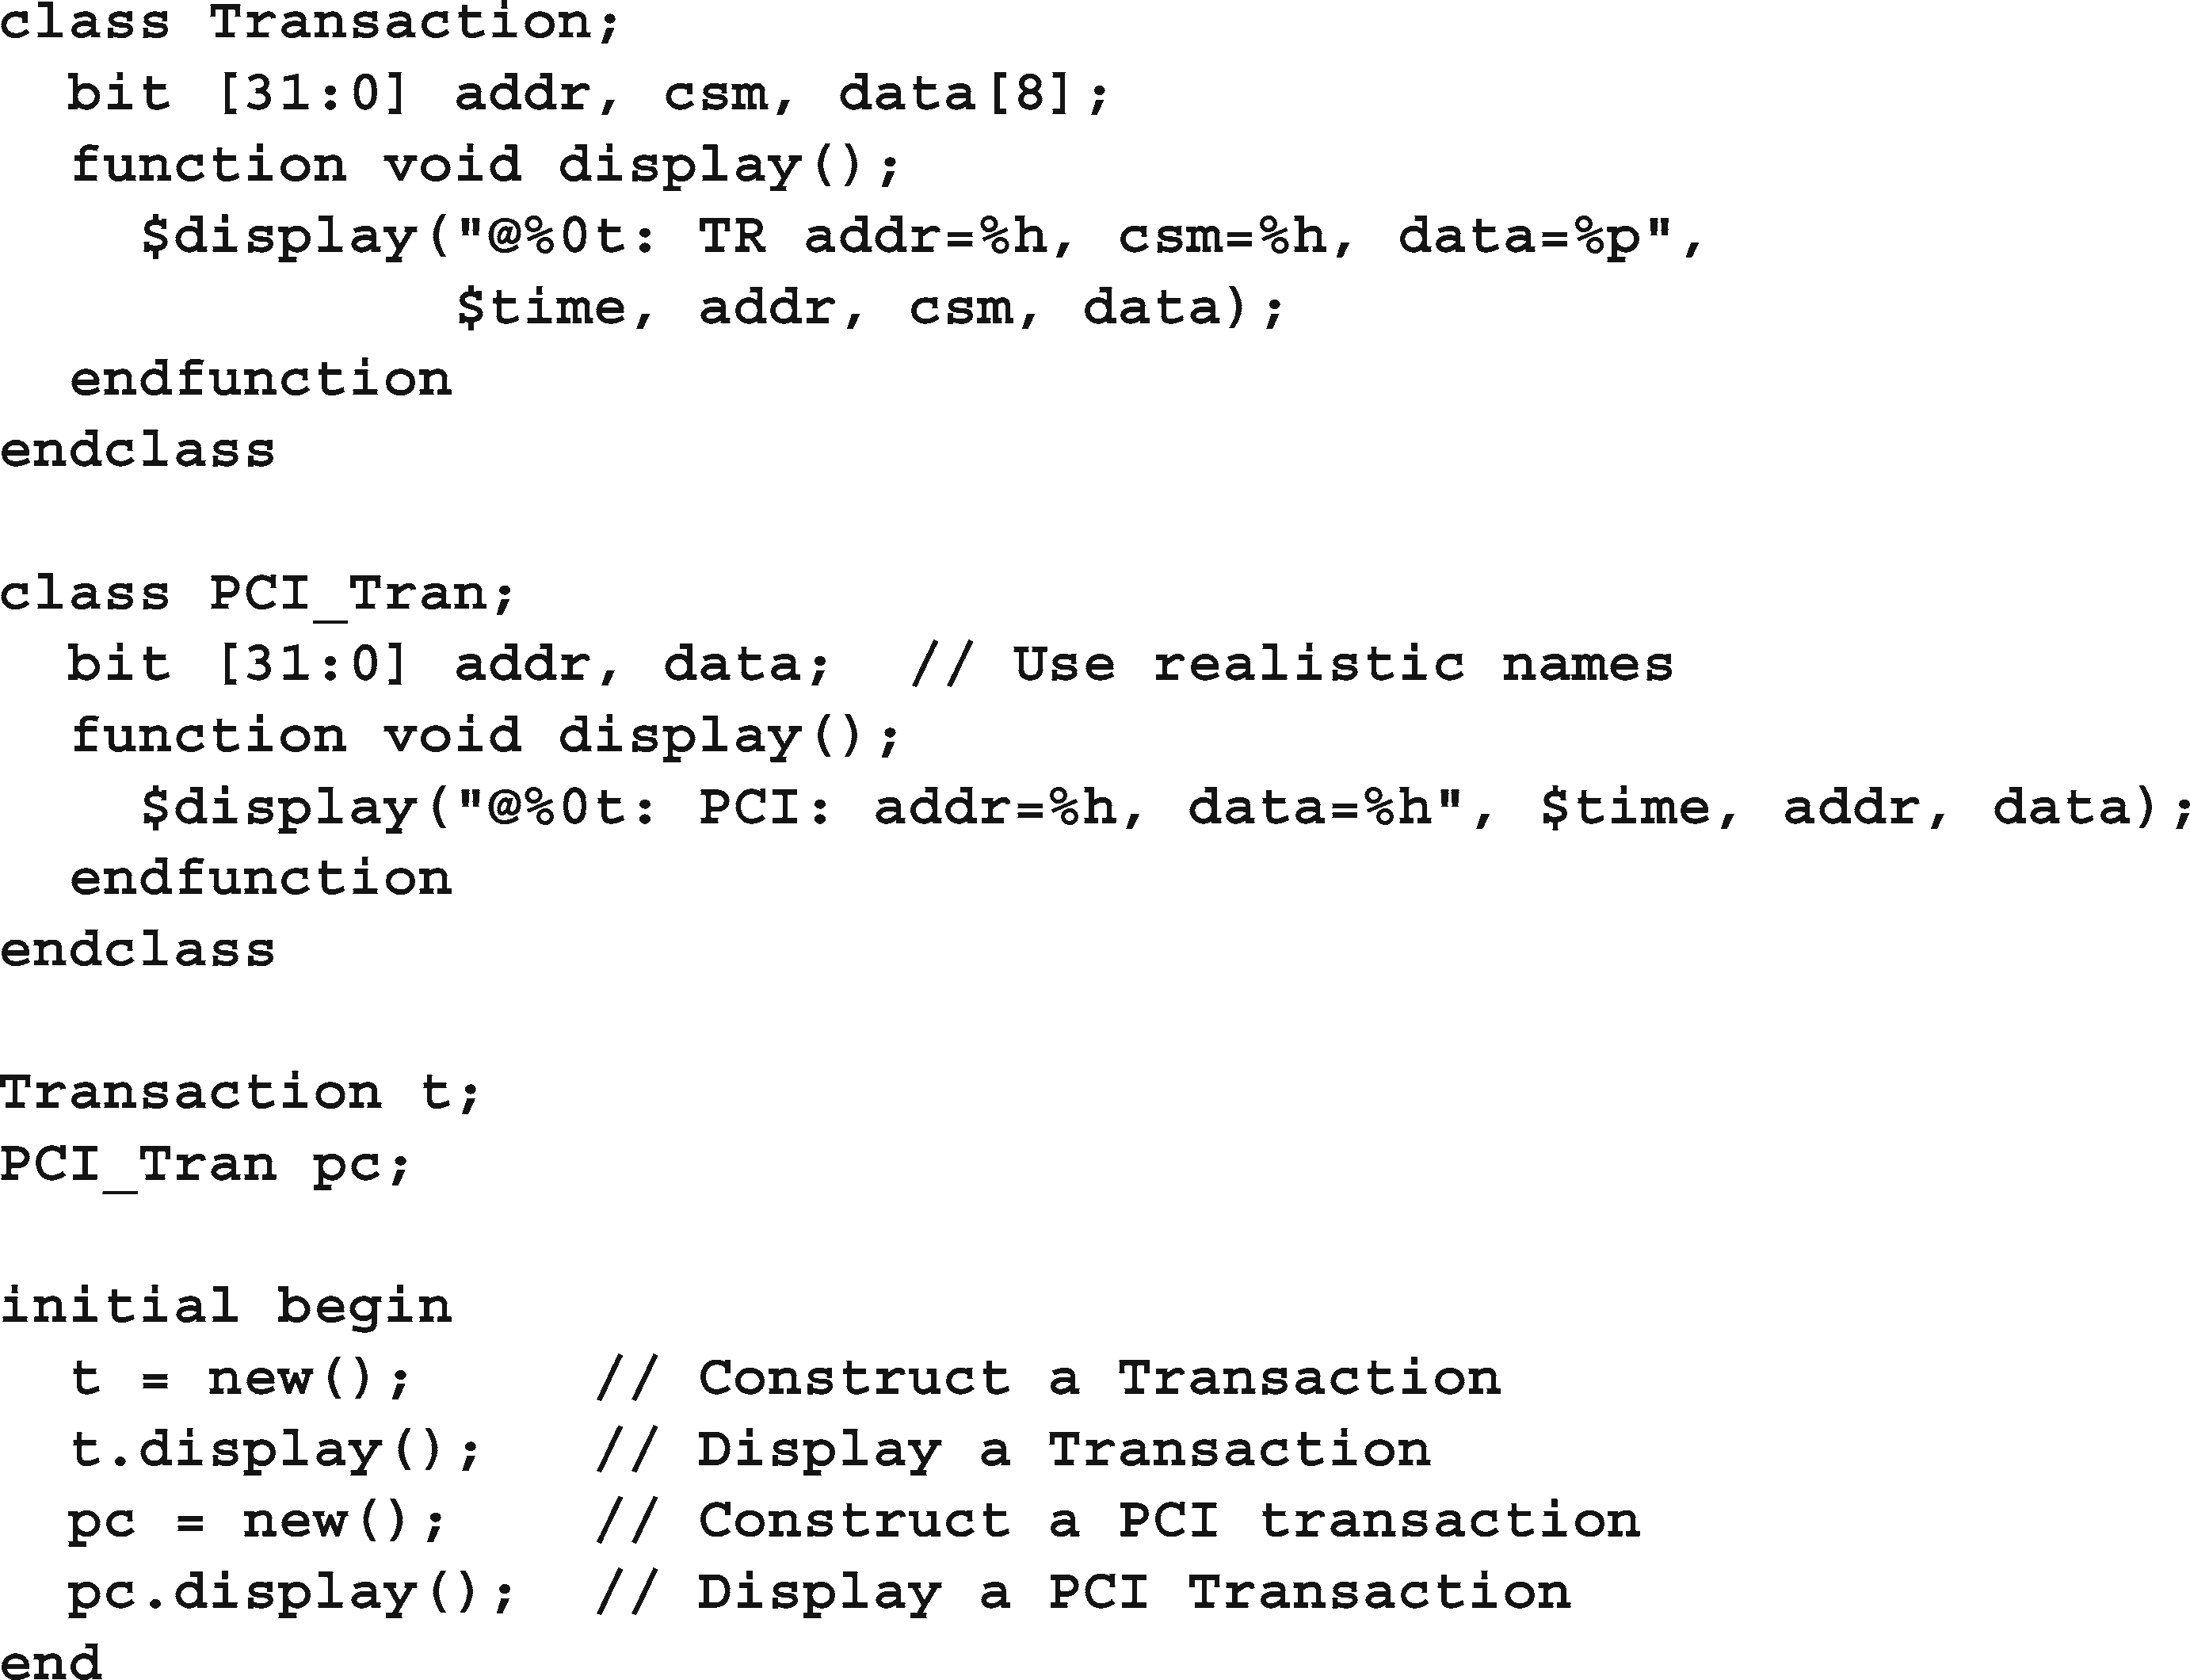 class Transaction;
  bit [31:0] addr, csm, data[8];
  function void display();
    $display("@%0t: TR addr=%h, csm=%h, data=%p",
             $time, addr, csm, data);
  endfunction
endclass

class PCI_Tran;
  bit [31:0] addr, data;  // Use realistic names
  function void display();
    $display("@%0t: PCI: addr=%h, data=%h", $time, addr, data);
  endfunction
endclass

Transaction t;
PCI_Tran pc;

initial begin
  t = new();     // Construct a Transaction
  t.display();   // Display a Transaction
  pc = new();    // Construct a PCI transaction
  pc.display();  // Display a PCI Transaction
end